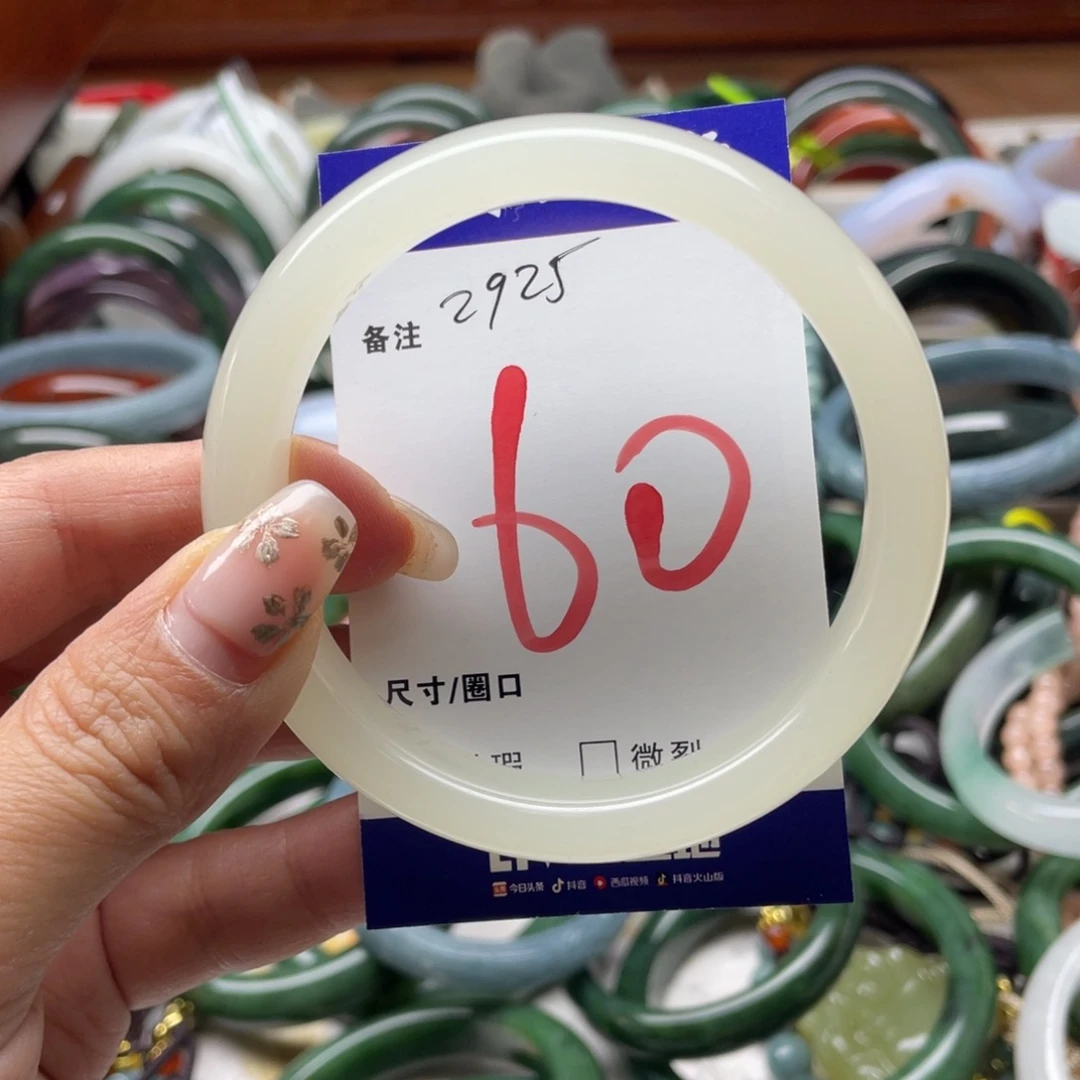 2925
备注
60
尺寸/圈口
瑕 微裂
今日头条 抖音 西瓜视频 抖音火山版